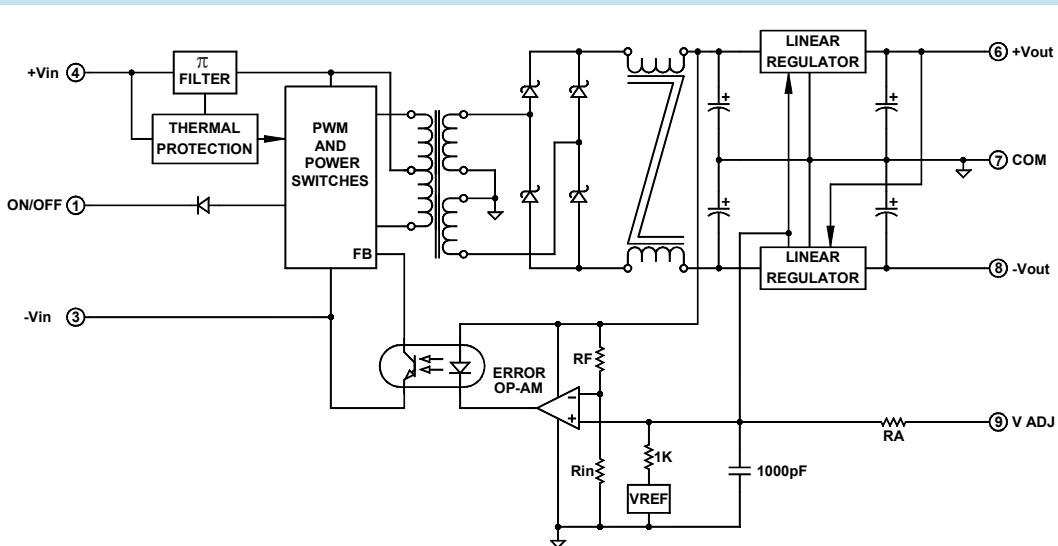 +Vin 4
π
FILTER
THERMAL
PROTECTION
PWM
AND
POWER
SWITCHES
FB
ON/OFF 1
-Vin 3
LINEAR
REGULATOR
6 +Vout
+
+
7 COM
+
+
LINEAR
REGULATOR
8 -Vout
ERROR
OP-AM
RF
−
+
Rin
1K
VREF
1000pF
RA
9 V ADJ